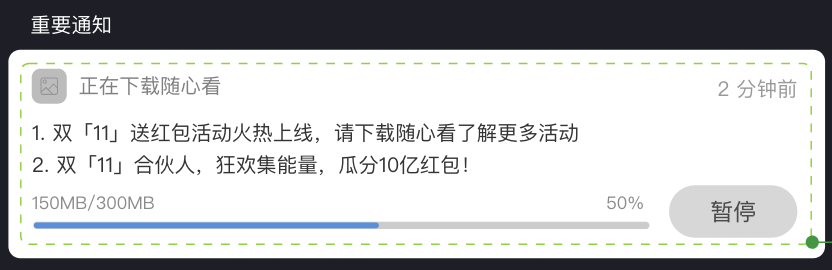 重要通知
正在下载随心看
2 分钟前
1. 双「11」送红包活动火热上线，请下载随心看了解更多活动
2. 双「11」合伙人，狂欢集能量，瓜分10亿红包！
150MB/300MB
50%
暂停